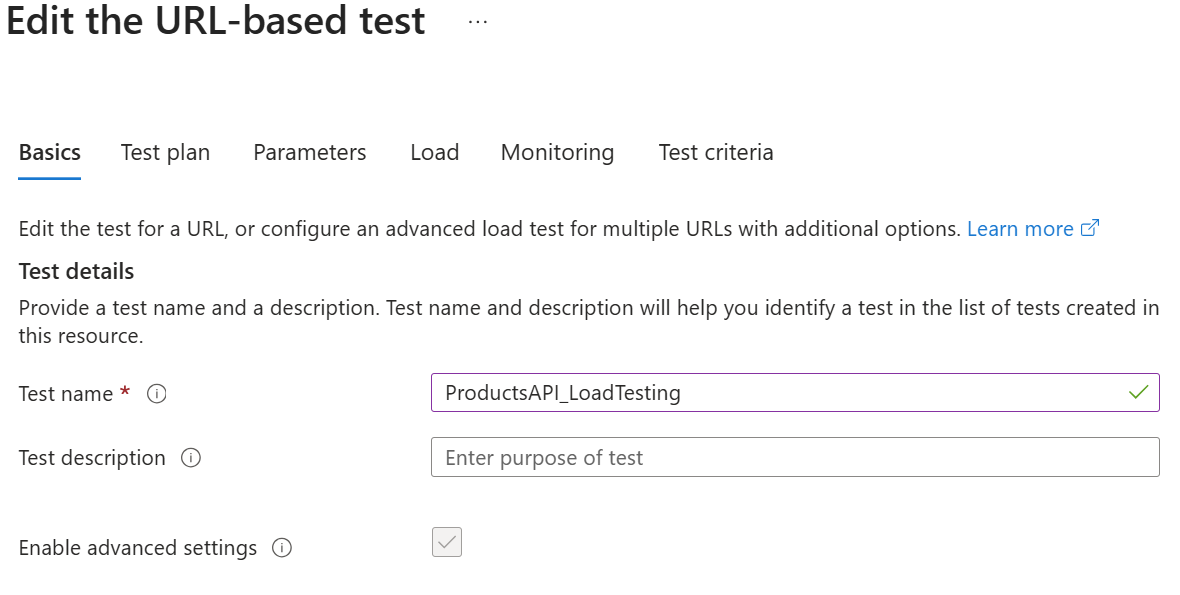 Edit the URL-based test ...
Basics Test plan Parameters Load Monitoring Test criteria
Edit the test for a URL, or configure an advanced load test for multiple URLs with additional options. Learn more
Test details
Provide a test name and a description. Test name and description will help you identify a test in the list of tests created in
this resource.
Test name * ProductsAPI_LoadTesting
Test description Enter purpose of test
Enable advanced settings